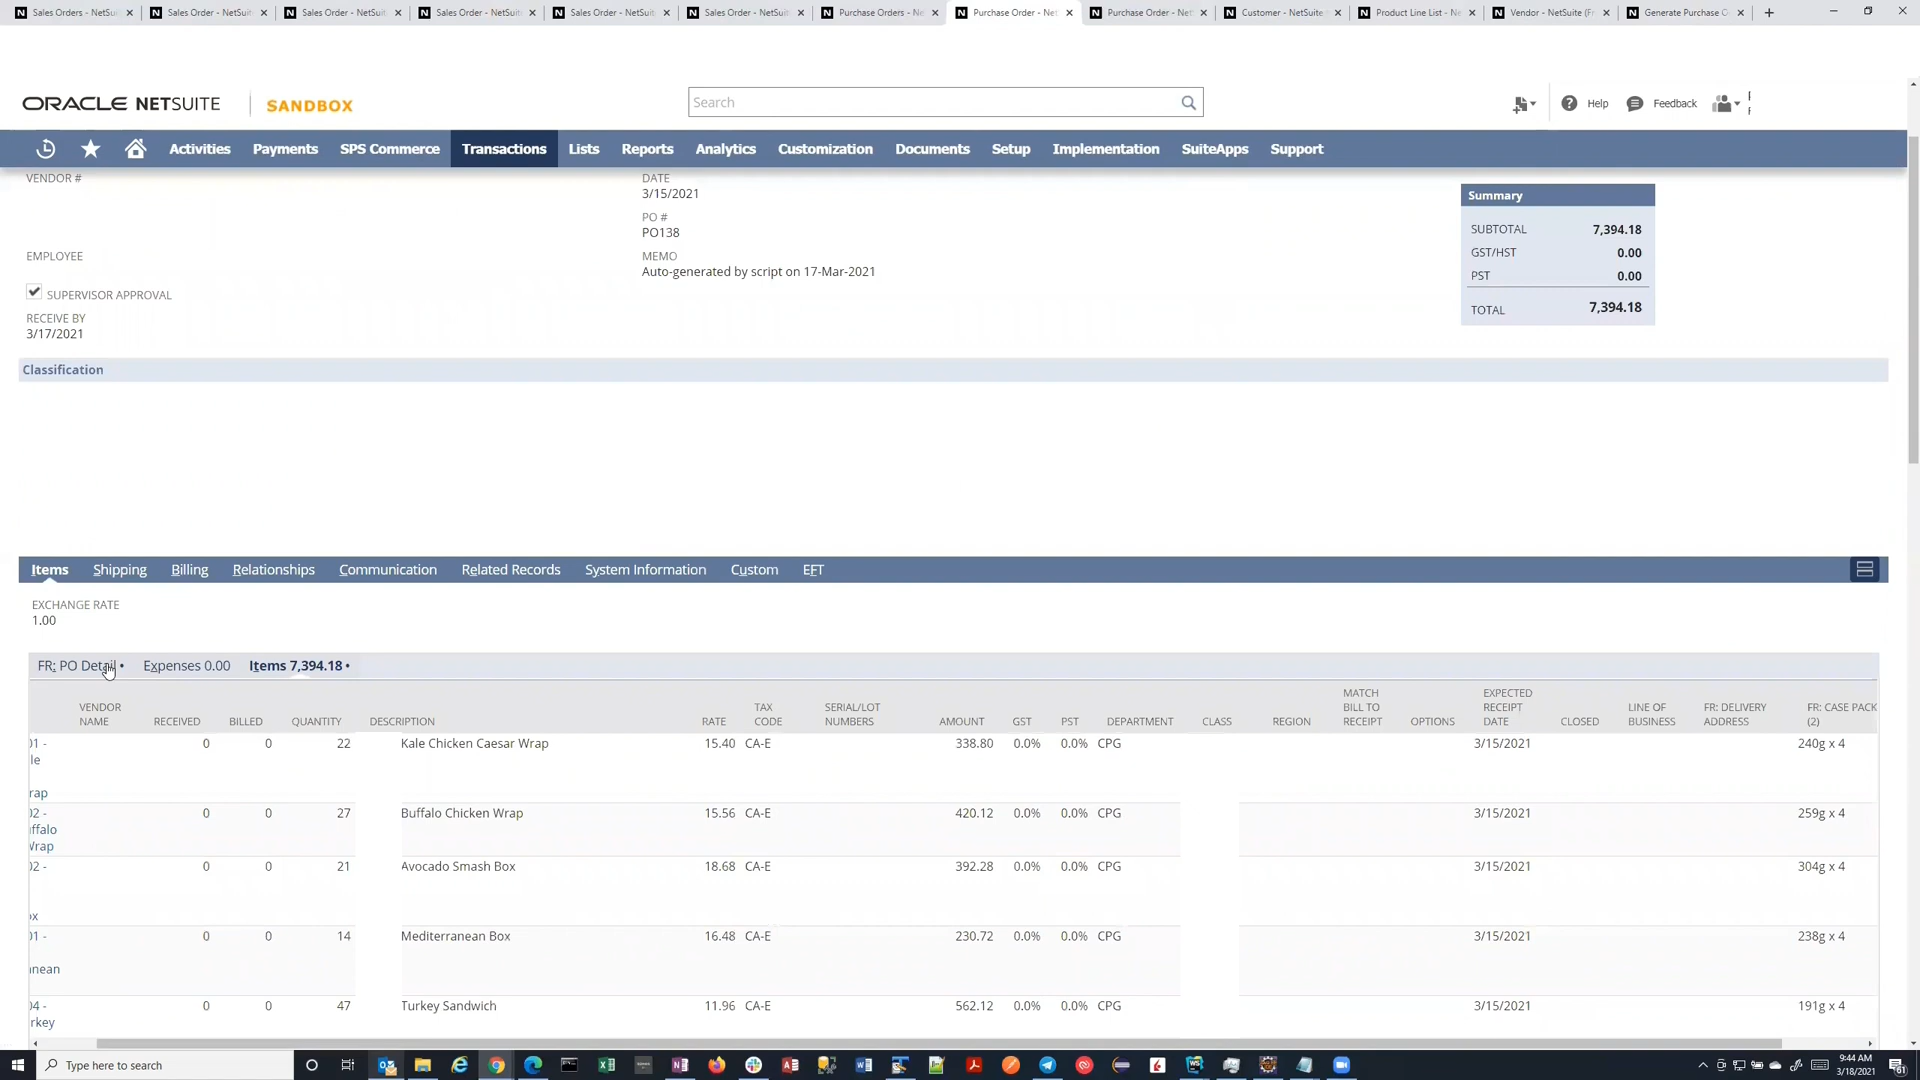 Sales Orders - NetSui
Sales Order - NetSuit
Sales Order - NetSuit
Sales Order - NetSuit
Sales Order - NetSuit
Sales Order - NetSuit
Purchase Orders - Ne
Purchase Order - Net
Purchase Order - Net
Customer - NetSuite
Product Line List - Ne
Vendor - NetSuite (Fr
Generate Purchase O
ORACLE NETSUITE
SANDBOX
Search
Help
Feedback
Activities Payments SPS Commerce Transactions Lists Reports Analytics Customization Documents Setup Implementation SuiteApps Support
VENDOR #
EMPLOYEE
SUPERVISOR APPROVAL
RECEIVE BY
3/17/2021
DATE
3/15/2021
PO #
PO138
MEMO
Auto-generated by script on 17-Mar-2021
Summary
SUBTOTAL 7,394.18
GST/HST 0.00
PST 0.00
TOTAL 7,394.18
Classification
Items Shipping Billing Relationships Communication Related Records System Information Custom EFT
EXCHANGE RATE
1.00
FR: PO Detail • Expenses 0.00 Items 7,394.18 •
VENDOR NAME RECEIVED BILLED QUANTITY DESCRIPTION RATE TAX CODE SERIAL/LOT NUMBERS AMOUNT GST PST DEPARTMENT CLASS REGION MATCH BILL TO RECEIPT OPTIONS EXPECTED RECEIPT DATE CLOSED LINE OF BUSINESS FR: DELIVERY ADDRESS FR: CASE PACK (2)
01 - 0 0 22 Kale Chicken Caesar Wrap 15.40 CA-E 338.80 0.0% 0.0% CPG 3/15/2021 240g x 4
le
rap
02 - 0 0 27 Buffalo Chicken Wrap 15.56 CA-E 420.12 0.0% 0.0% CPG 3/15/2021 259g x 4
ffalo
Wrap
02 - 0 0 21 Avocado Smash Box 18.68 CA-E 392.28 0.0% 0.0% CPG 3/15/2021 304g x 4
ox
01 - 0 0 14 Mediterranean Box 16.48 CA-E 230.72 0.0% 0.0% CPG 3/15/2021 238g x 4
nean
04 - 0 0 47 Turkey Sandwich 11.96 CA-E 562.12 0.0% 0.0% CPG 3/15/2021 191g x 4
rkey
Type here to search
9:44 AM
3/18/2021